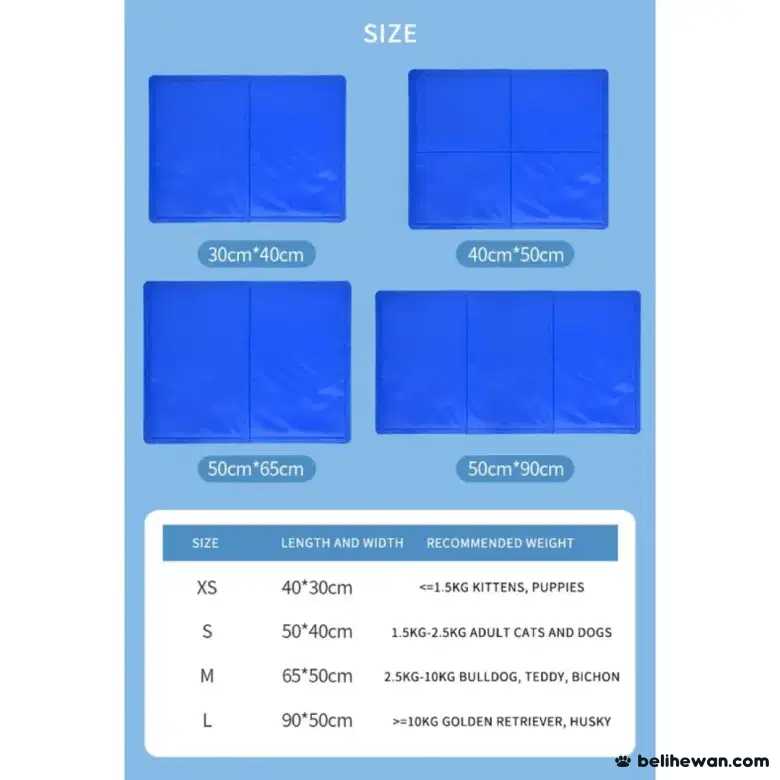 SIZE
30cm*40cm
40cm*50cm
50cm*65cm
50cm*90cm
SIZE LENGTH AND WIDTH RECOMMENDED WEIGHT
XS 40*30cm <=1.5KG KITTENS, PUPPIES
S 50*40cm 1.5KG-2.5KG ADULT CATS AND DOGS
M 65*50cm 2.5KG-10KG BULLDOG, TEDDY, BICHON
L 90*50cm >=10KG GOLDEN RETRIEVER, HUSKY
belihewan.com